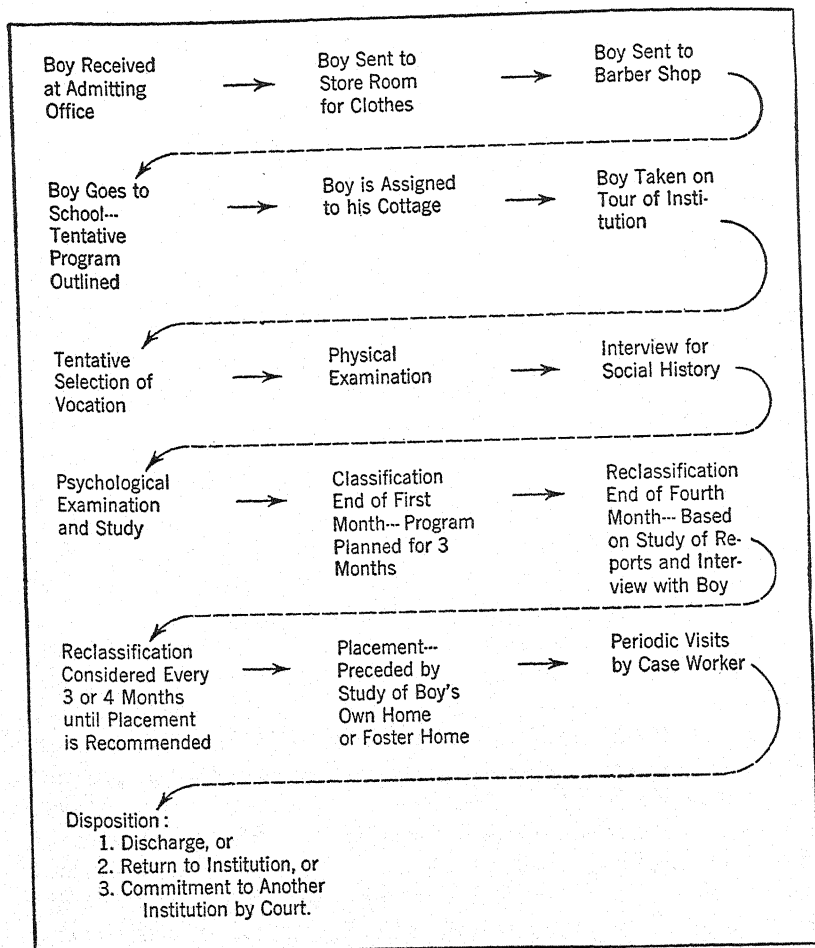 Boy Received
at Admitting
Office
Boy Sent to
Store Room
for Clothes
Boy Sent to
Barber Shop
Boy Goes to
School---
Tentative
Program
Outlined
Boy is Assigned
to his Cottage
Boy Taken on
Tour of Insti-
tution
Tentative
Selection of
Vocation
Physical
Examination
Interview for
Social History
Psychological
Examination
and Study
Classification
End of First
Month--- Program
Planned for 3
Months
Reclassification
End of Fourth
Month--- Based
on Study of Re-
ports and Inter-
view with Boy
Reclassification
Considered Every
3 or 4 Months
until Placement
is Recommended
Placement---
Preceded by
Study of Boy's
Own Home
or Foster Home
Periodic Visits
by Case Worker
Disposition:
1. Discharge, or
2. Return to Institution, or
3. Commitment to Another
Institution by Court.